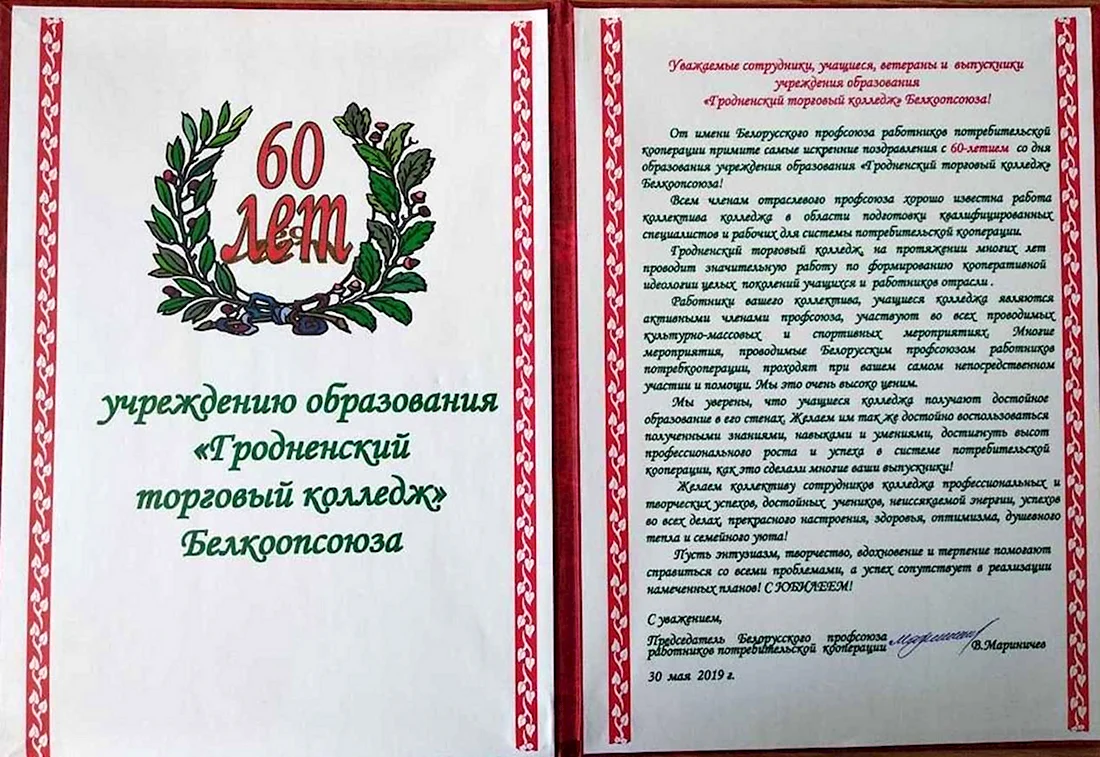 60
лет
учреждению образования
«Гродненский
торговый колледж»
Белкоопсоюза
Уважаемые сотрудники, учащиеся, ветераны и выпускники
учреждения образования
«Гродненский торговый колледж» Белкоопсоюза!
От имени Белорусского профсоюза работников потребительской
кооперации примите самые искренние поздравления с 60-летием со дня
образования учреждения образования «Гродненский торговый колледж»
Белкоопсоюза!
Всем членам отраслевого профсоюза хорошо известна работа
коллектива колледжа в области подготовки квалифицированных
специалистов и рабочих для системы потребительской кооперации.
Гродненский торговый колледж, на протяжении многих лет
проводит значительную работу по формированию кооперативной
идеологии целых поколений учащихся и работников отрасли.
Работники вашего коллектива, учащиеся колледжа являются
активными членами профсоюза, участвуют во всех проводимых
культурно-массовых и спортивных мероприятиях. Многие
мероприятия, проводимые Белорусским профсоюзом работников
потребкооперации, проходят при вашем самом непосредственном
участии и помощи. Мы это очень высоко ценим.
Мы уверены, что учащиеся колледжа получают достойное
образование в его стенах. Желаем им так же достойно воспользоваться
полученными знаниями, навыками и умениями, достигнуть высот
профессионального роста и успеха в системе потребительской
кооперации, как это сделали многие ваши выпускники!
Желаем коллективу сотрудников колледжа профессиональных и
творческих успехов, достойных учеников, неиссякаемой энергии, успехов
во всех делах, прекрасного настроения, здоровья, оптимизма, душевного
тепла и семейного уюта!
Пусть энтузиазм, творчество, вдохновение и терпение помогают
справиться со всеми проблемами, а успех сопутствует в реализации
намеченных планов! С ЮБИЛЕЕМ!
С уважением,
Председатель Белорусского профсоюза
работников потребительской кооперации В.Мариничев
30 мая 2019 г.